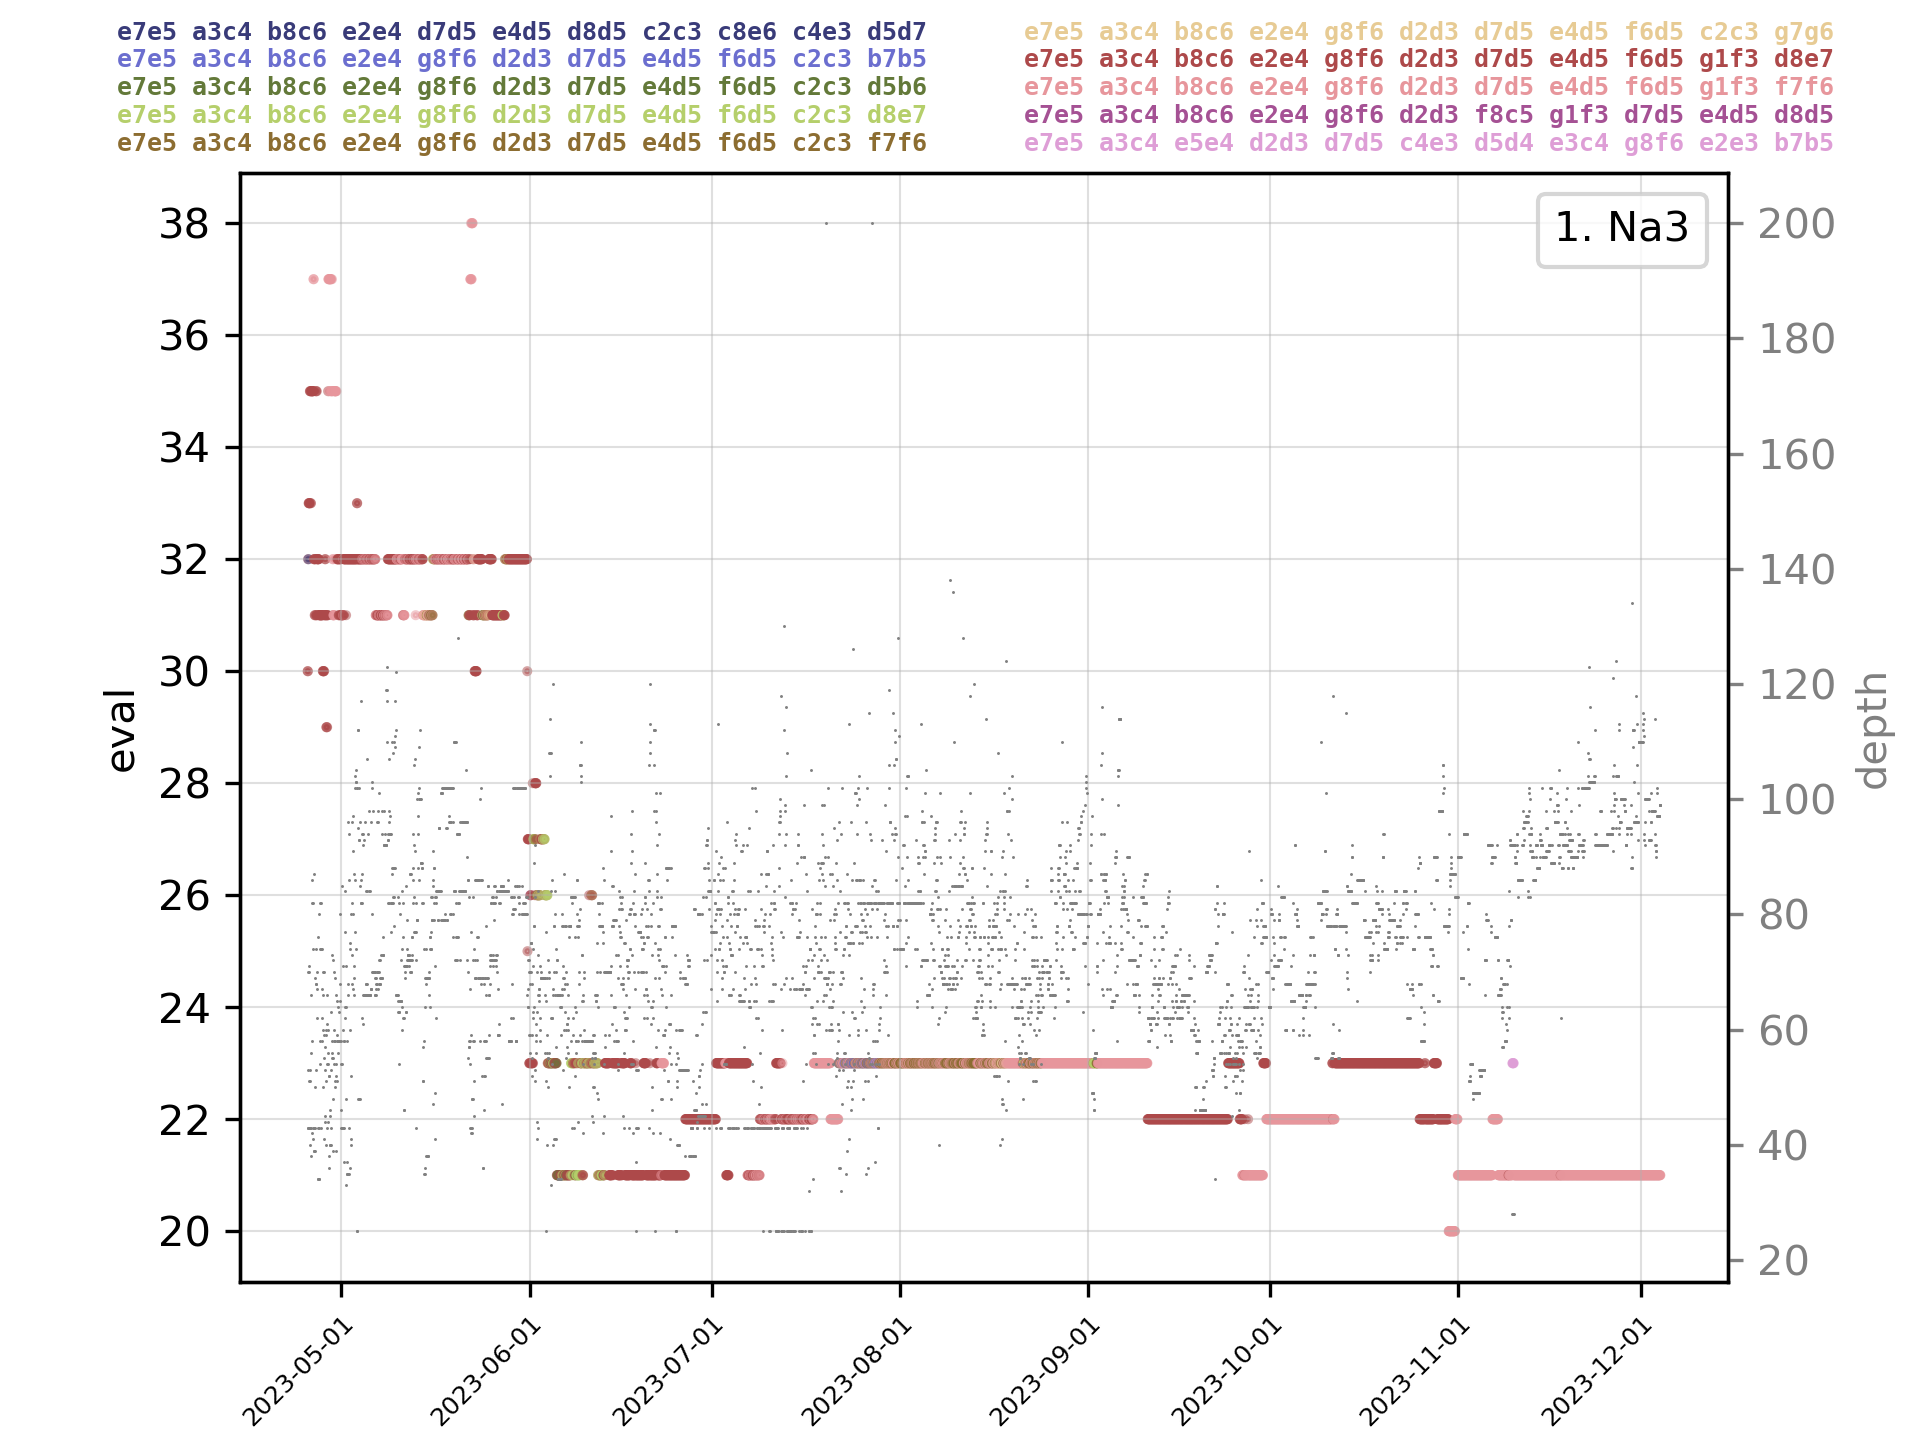 e7e5 a3c4 b8c6 e2e4 d7d5 e4d5 d8d5 c2c3 c8e6 c4e3 d5d7
e7e5 a3c4 b8c6 e2e4 g8f6 d2d3 d7d5 e4d5 f6d5 c2c3 b7b5
e7e5 a3c4 b8c6 e2e4 g8f6 d2d3 d7d5 e4d5 f6d5 c2c3 d5b6
e7e5 a3c4 b8c6 e2e4 g8f6 d2d3 d7d5 e4d5 f6d5 c2c3 d8e7
e7e5 a3c4 b8c6 e2e4 g8f6 d2d3 d7d5 e4d5 f6d5 c2c3 f7f6
e7e5 a3c4 b8c6 e2e4 g8f6 d2d3 d7d5 e4d5 f6d5 c2c3 g7g6
e7e5 a3c4 b8c6 e2e4 g8f6 d2d3 d7d5 e4d5 f6d5 g1f3 d8e7
e7e5 a3c4 b8c6 e2e4 g8f6 d2d3 d7d5 e4d5 f6d5 g1f3 f7f6
e7e5 a3c4 b8c6 e2e4 g8f6 d2d3 f8c5 g1f3 d7d5 e4d5 d8d5
e7e5 a3c4 e5e4 d2d3 d7d5 c4e3 d5d4 e3c4 g8f6 e2e3 b7b5
1. Na3
eval
38
36
34
32
30
28
26
24
22
20
depth
200
180
160
140
120
100
80
60
40
20
2023-05-01
2023-06-01
2023-07-01
2023-08-01
2023-09-01
2023-10-01
2023-11-01
2023-12-01